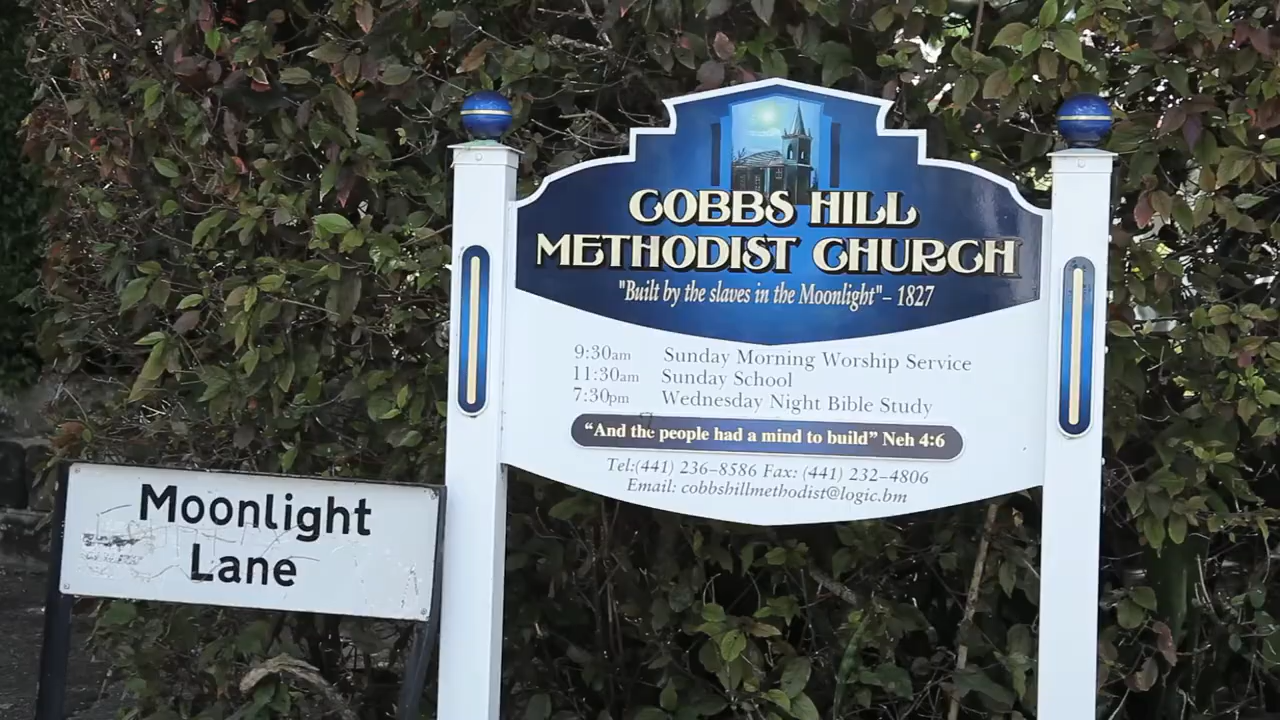 COBBS HILL
METHODIST CHURCH
"Built by the slaves in the Moonlight"– 1827
9:30am Sunday Morning Worship Service
11:30am Sunday School
7:30pm Wednesday Night Bible Study
“And the people had a mind to build” Neh 4:6
Tel:(441) 236–8586 Fax: (441) 232–4806
Email: cobbshillmethodist@logic.bm
Moonlight
Lane